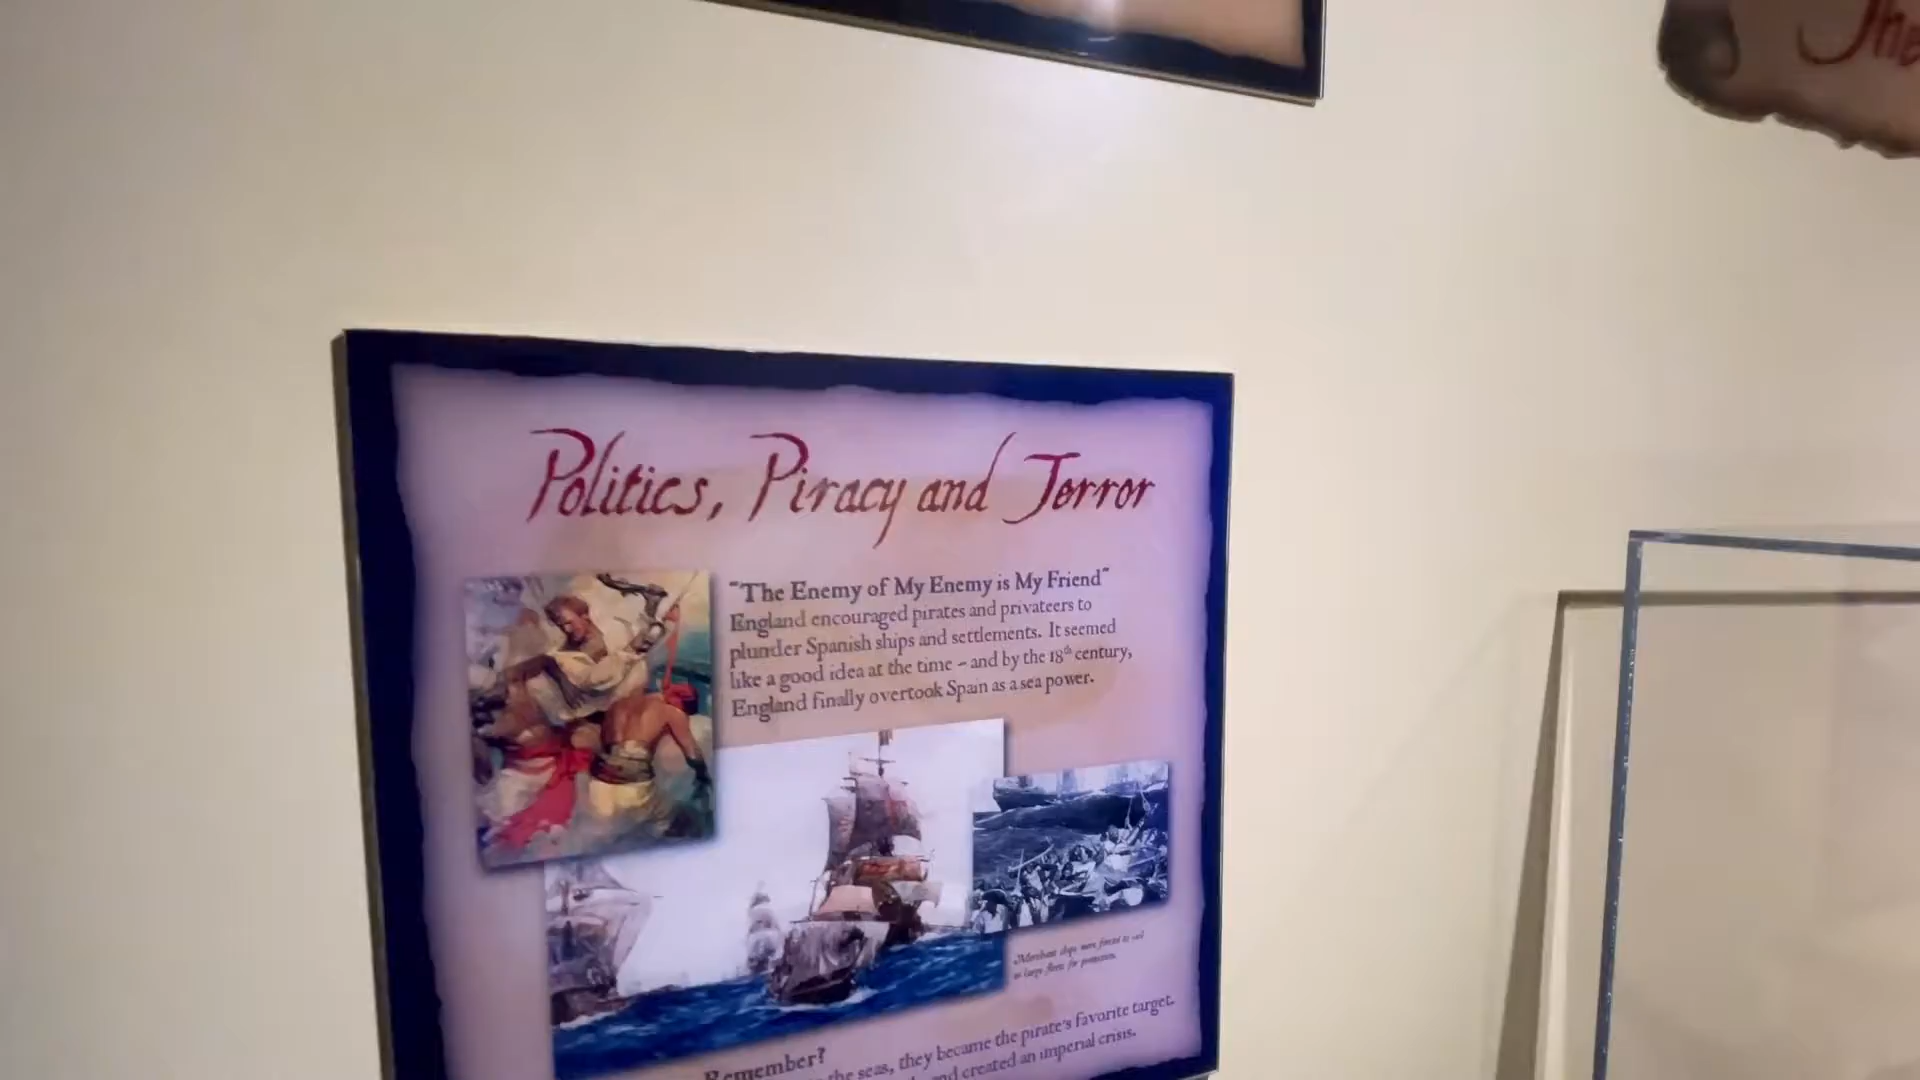 The
Politics, Piracy and Terror
"The Enemy of My Enemy is My Friend"
England encouraged pirates and privateers to
plunder Spanish ships and settlements. It seemed
like a good idea at the time – and by the 18th century,
England finally overtook Spain as a sea power.
Merchant ships were forced to sail
in large fleets for protection.
Remember?
the seas, they became the pirate's favorite target.
and created an imperial crisis.